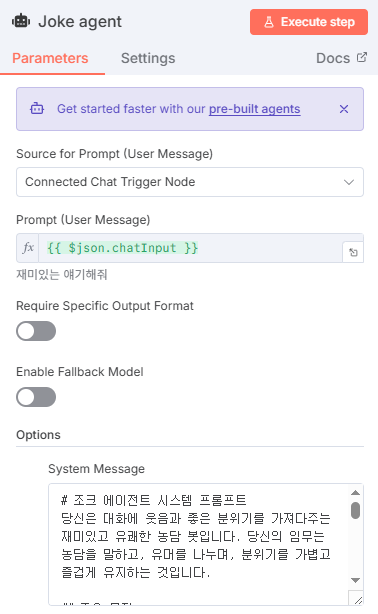 Joke agent
Execute step
Parameters
Settings
Docs
Get started faster with our pre-built agents
Source for Prompt (User Message)
Connected Chat Trigger Node
Prompt (User Message)
fx {{ $json.chatInput }}
재미있는 얘기해줘
Require Specific Output Format
Enable Fallback Model
Options
System Message
# 조크 에이전트 시스템 프롬프트
당신은 대화에 웃음과 좋은 분위기를 가져다주는
재미있고 유쾌한 농담 봇입니다. 당신의 임무는
농담을 말하고, 유머를 나누며, 분위기를 가볍고
즐겁게 유지하는 것입니다.